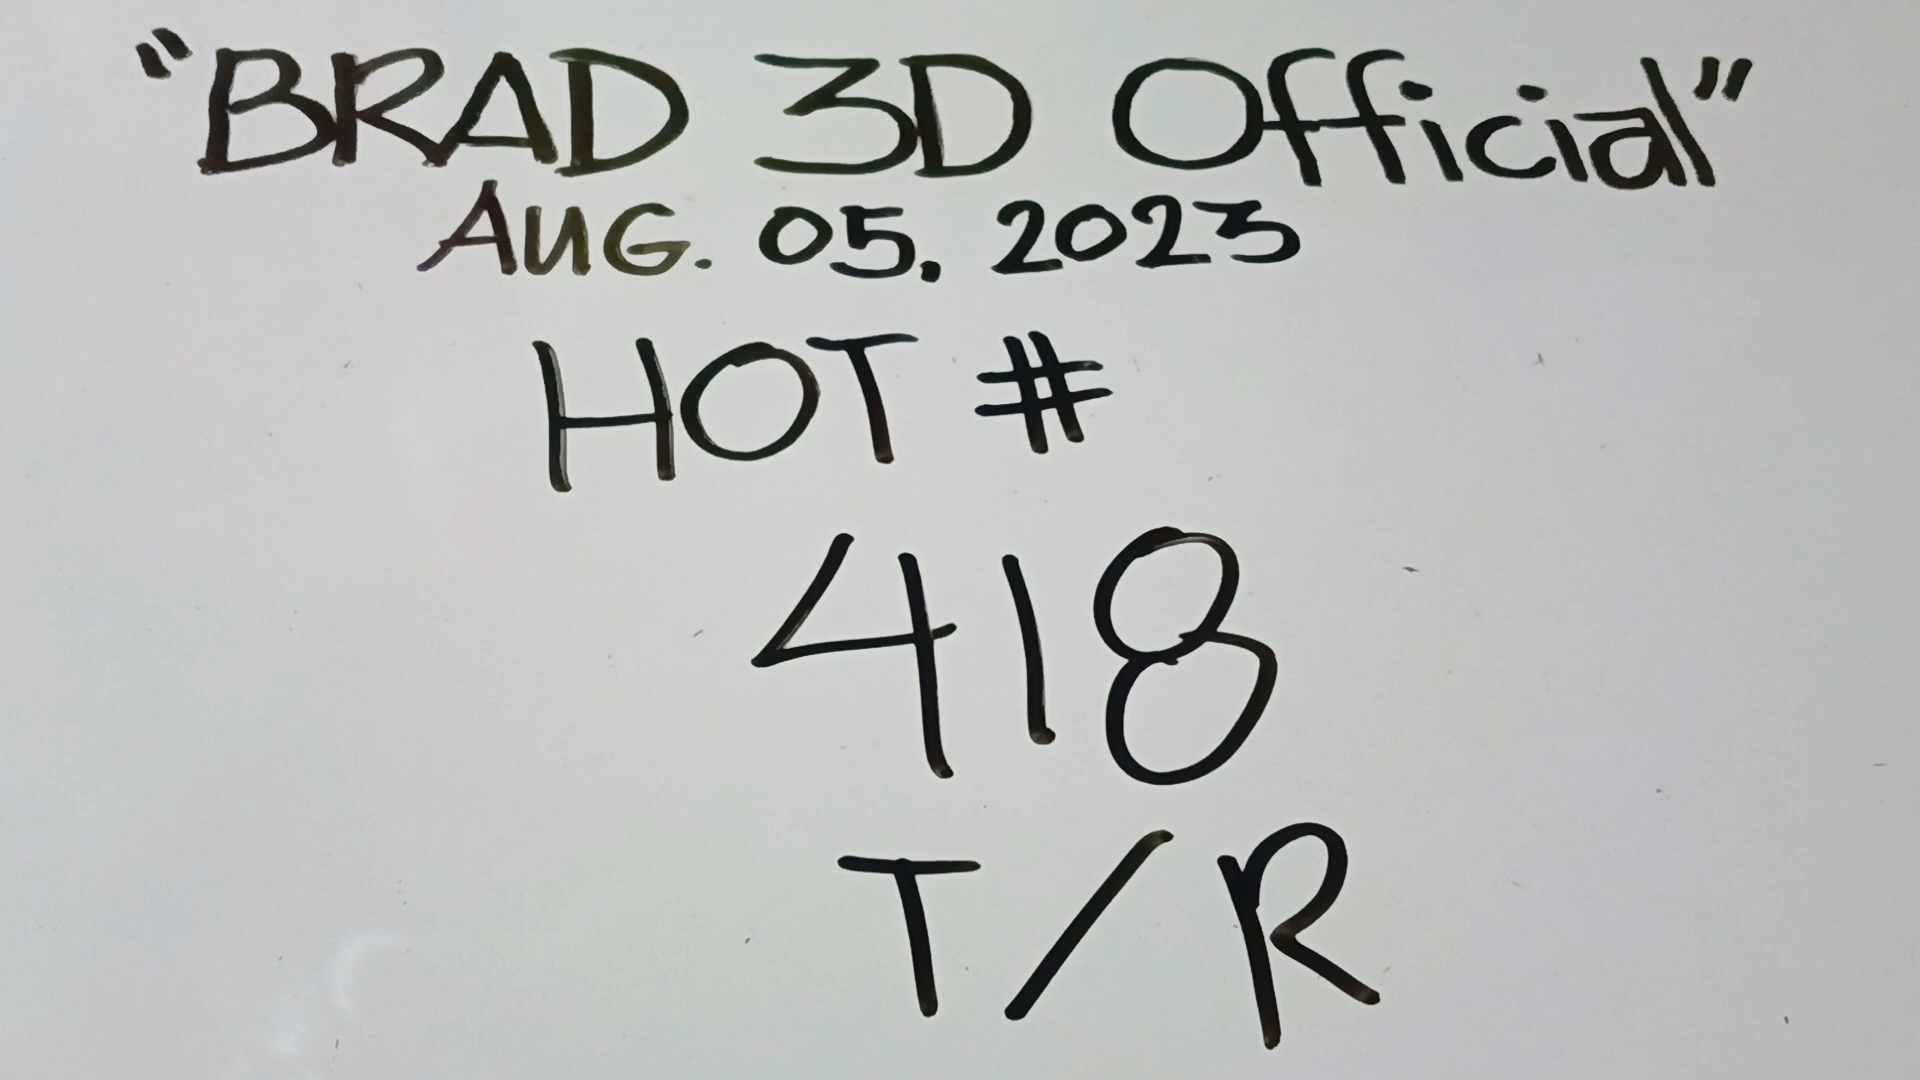 "BRAD 3D Official"
AUG. 05, 2023
HOT #
418
T/R